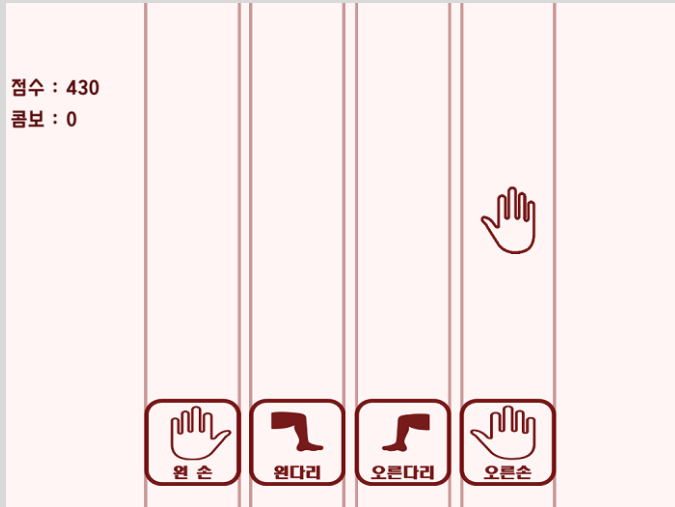 점수 : 430
콤보 : 0
왼 손
왼다리
오른다리
오른손